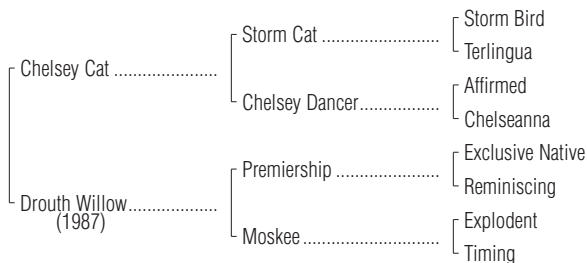 Storm Bird
Storm Cat ........................
Terlingua
Chelsey Cat .....................
Affirmed
Chelsey Dancer ................
Chelseanna
Exclusive Native
Premiership .....................
Reminiscing
Drouth Willow ..................
(1987)
Explodent
Moskee ...........................
Timing